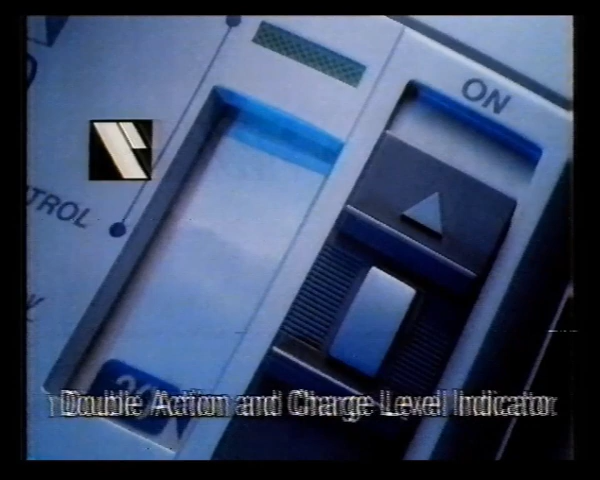 ON
TROL
Double Action and Charge Level Indicator